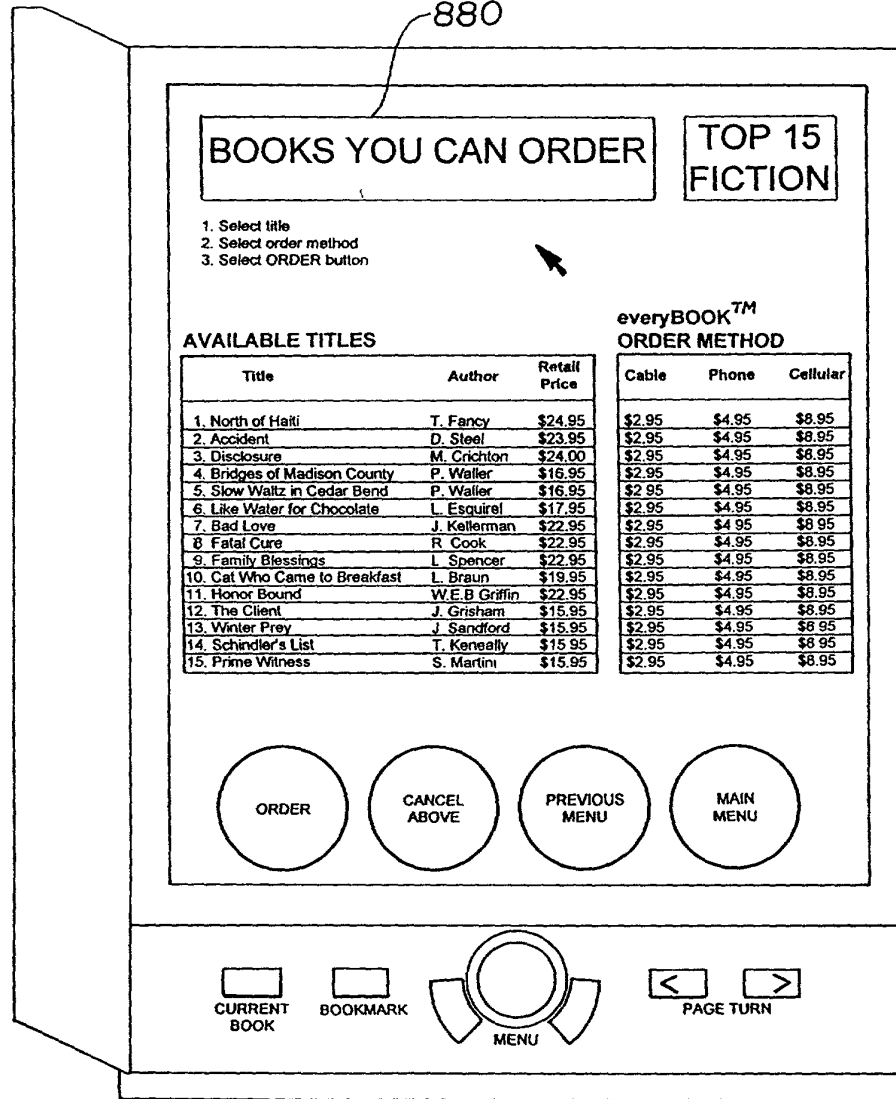 880
BOOKS YOU CAN ORDER
TOP 15
FICTION
1. Select title
2. Select order method
3. Select ORDER button
everyBOOK™
AVAILABLE TITLES ORDER METHOD
Title Author Retail Price Cable Phone Cellular
1. North of Haiti T. Fancy $24.95 $2.95 $4.95 $8.95
2. Accident D. Steel $23.95 $2.95 $4.95 $8.95
3. Disclosure M. Crichton $24.00 $2.95 $4.95 $8.95
4. Bridges of Madison County P. Waller $16.95 $2.95 $4.95 $8.95
5. Slow Waltz in Cedar Bend P. Waller $16.95 $2 95 $4.95 $8.95
6. Like Water for Chocolate L. Esquirel $17.95 $2.95 $4.95 $8.95
7. Bad Love J. Kellerman $22.95 $2.95 $4 95 $8 95
8 Fatal Cure R Cook $22.95 $2.95 $4.95 $8.95
9. Family Blessings L Spencer $22.95 $2.95 $4.95 $8.95
10. Cat Who Came to Breakfast L. Braun $19.95 $2.95 $4.95 $8.95
11. Honor Bound W.E.B Griffin $22.95 $2.95 $4.95 $8.95
12. The Client J. Grisham $15.95 $2.95 $4.95 $8.95
13. Winter Prey J Sandford $15.95 $2.95 $4.95 $8 95
14. Schindler's List T. Keneally $15 95 $2.95 $4.95 $8 95
15. Prime Witness S. Martini $15.95 $2.95 $4.95 $8.95
ORDER
CANCEL
ABOVE
PREVIOUS
MENU
MAIN
MENU
< >
CURRENT
BOOK
BOOKMARK
MENU
PAGE TURN